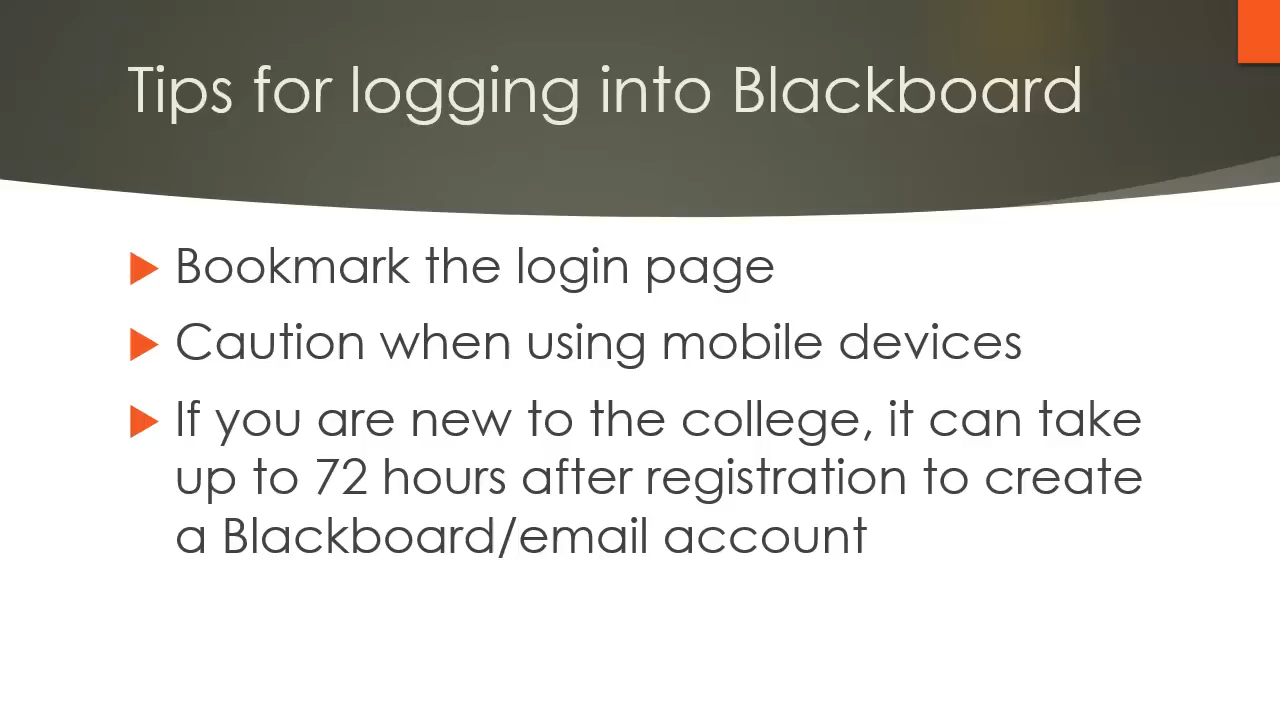 Tips for logging into Blackboard
Bookmark the login page
Caution when using mobile devices
If you are new to the college, it can take
up to 72 hours after registration to create
a Blackboard/email account